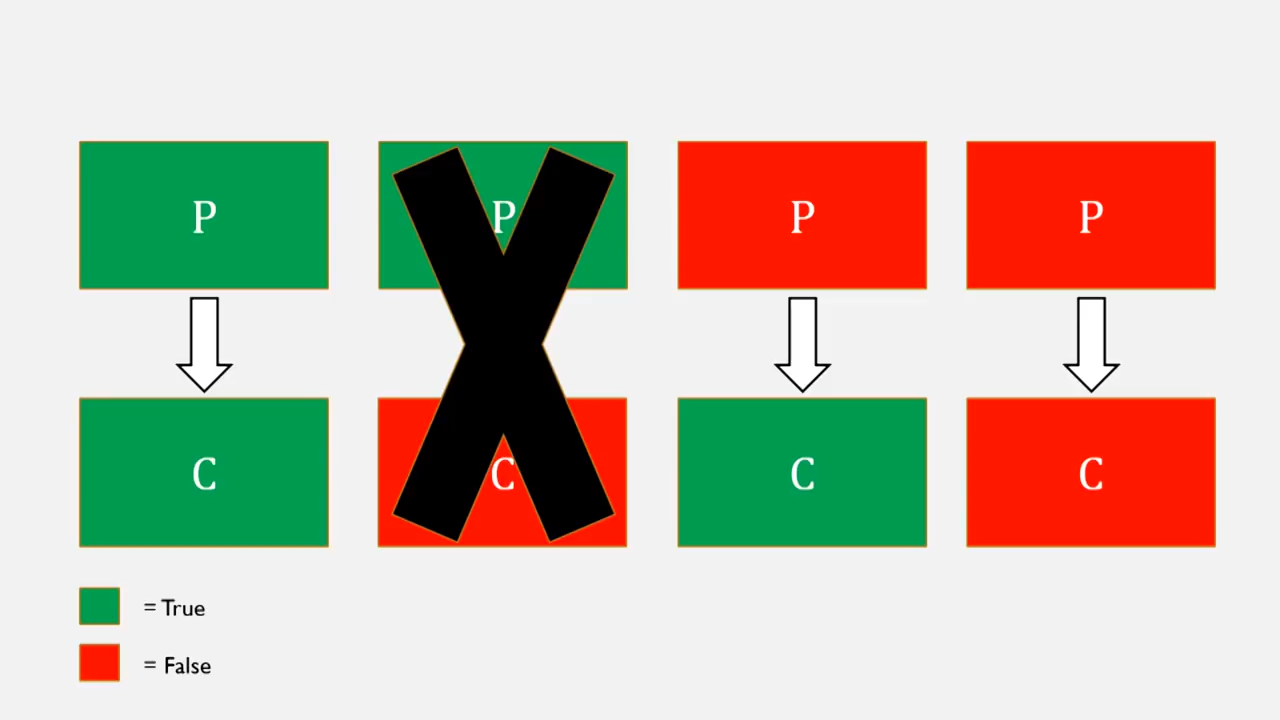 P P P P
C C C C
= True
= False